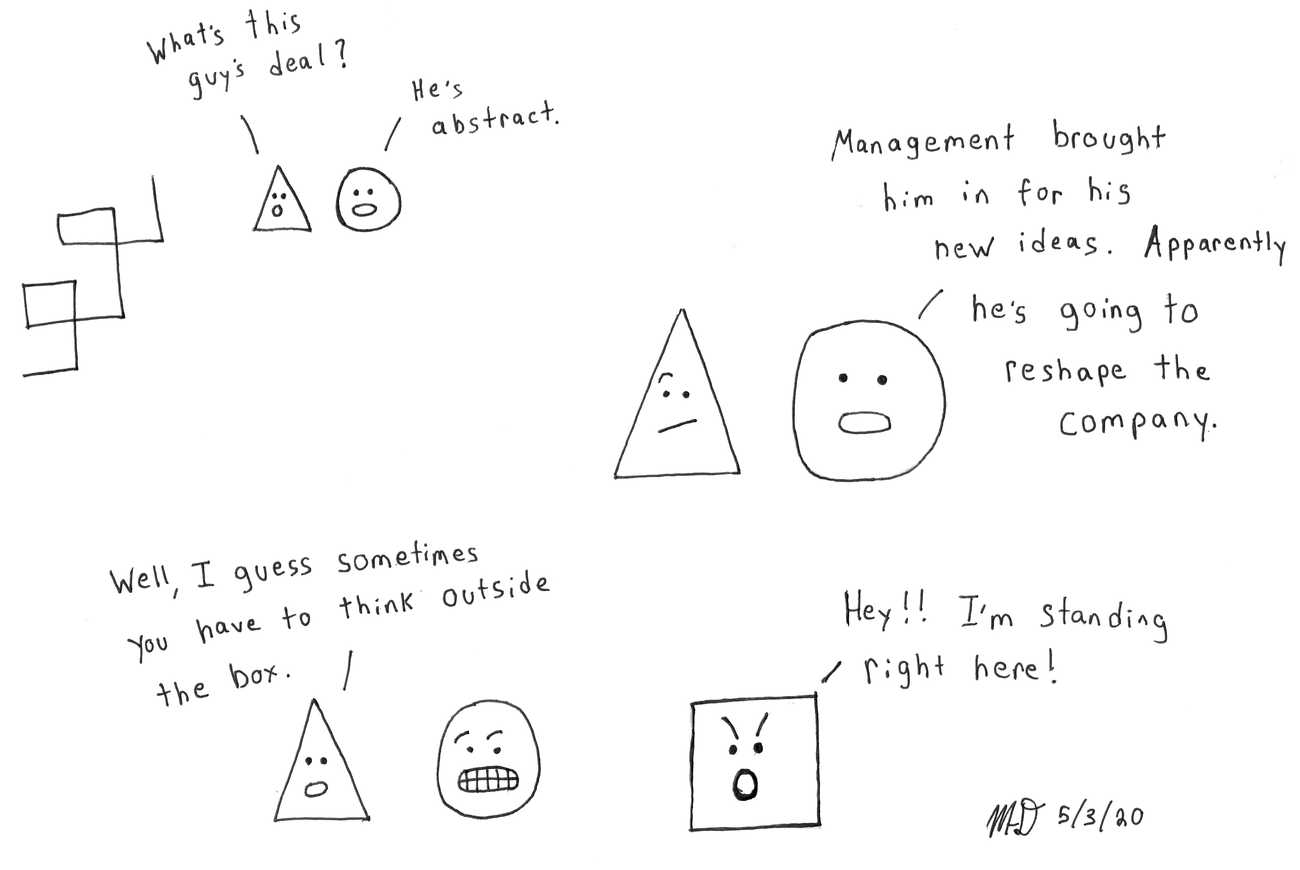 What's this
guy's deal?
He's
abstract.
Management brought
him in for his
new ideas. Apparently
he's going to
reshape the
company.
Well, I guess sometimes
you have to think outside
the box.
Hey!! I'm standing
right here!
MD 5/3/20